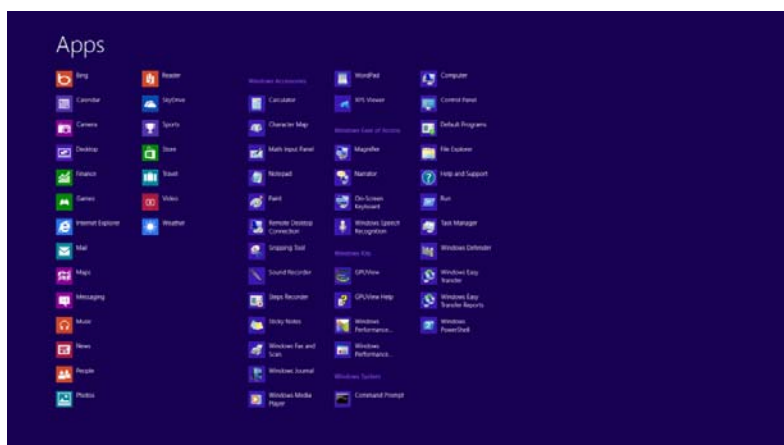 Apps
Bing
Calendar
Camera
Desktop
Finance
Games
Internet Explorer
Mail
Maps
Messaging
Music
News
People
Photos
Reader
SkyDrive
Sports
Store
Travel
Video
Weather
Windows Accessories
Calculator
Character Map
Math Input Panel
Notepad
Paint
Remote Desktop
Connection
Snipping Tool
Sound Recorder
Steps Recorder
Sticky Notes
Windows Fax and
Scan
Windows Journal
Windows Media
Player
WordPad
XPS Viewer
Windows Ease of Access
Magnifier
Narrator
On-Screen
Keyboard
Windows Speech
Recognition
Windows Kits
GPUView
GPUView Help
Windows
Performance...
Windows
Performance...
Windows System
Command Prompt
Computer
Control Panel
Default Programs
File Explorer
Help and Support
Run
Task Manager
Windows Defender
Windows Easy
Transfer
Windows Easy
Transfer Reports
Windows
PowerShell